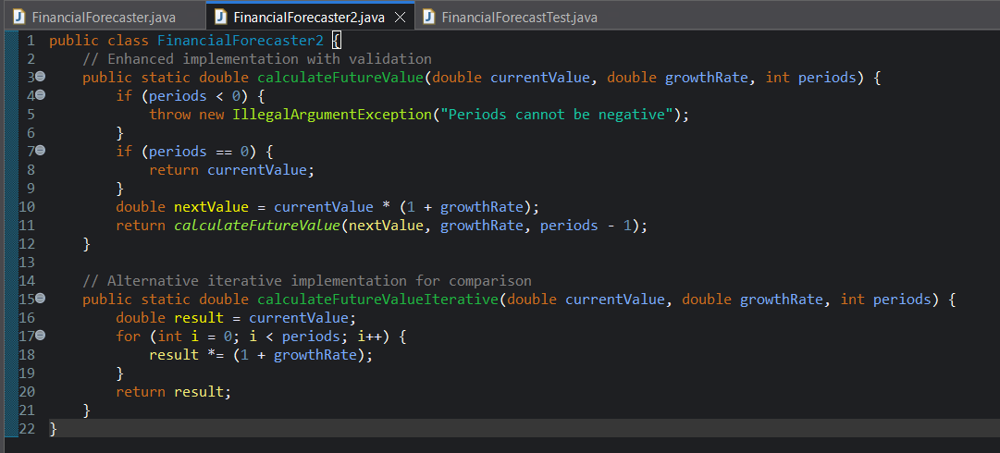 FinancialForecaster.java FinancialForecaster2.java FinancialForecastTest.java
1 public class FinancialForecaster2 {
2     // Enhanced implementation with validation
3     public static double calculateFutureValue(double currentValue, double growthRate, int periods) {
4         if (periods < 0) {
5             throw new IllegalArgumentException("Periods cannot be negative");
6         }
7         if (periods == 0) {
8             return currentValue;
9         }
10         double nextValue = currentValue * (1 + growthRate);
11         return calculateFutureValue(nextValue, growthRate, periods - 1);
12     }
13
14     // Alternative iterative implementation for comparison
15     public static double calculateFutureValueIterative(double currentValue, double growthRate, int periods) {
16         double result = currentValue;
17         for (int i = 0; i < periods; i++) {
18             result *= (1 + growthRate);
19         }
20         return result;
21     }
22 }